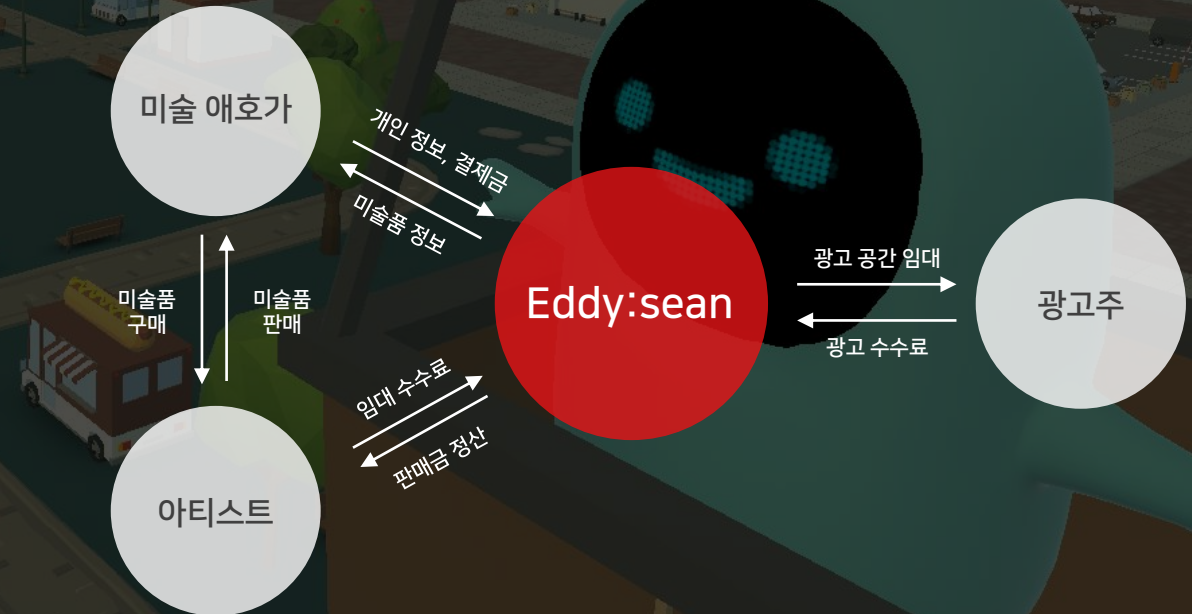 미술 애호가
개인 정보, 결제금
미술품 정보
미술품
구매
미술품
판매
Eddy:sean
광고 공간 임대
광고 수수료
광고주
임대 수수료
판매금 정산
아티스트